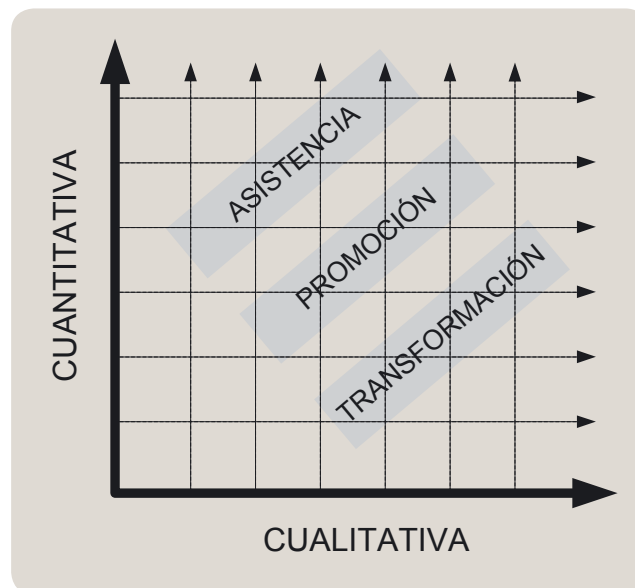 CUANTITATIVA
ASISTENCIA
PROMOCIÓN
TRANSFORMACIÓN
CUALITATIVA